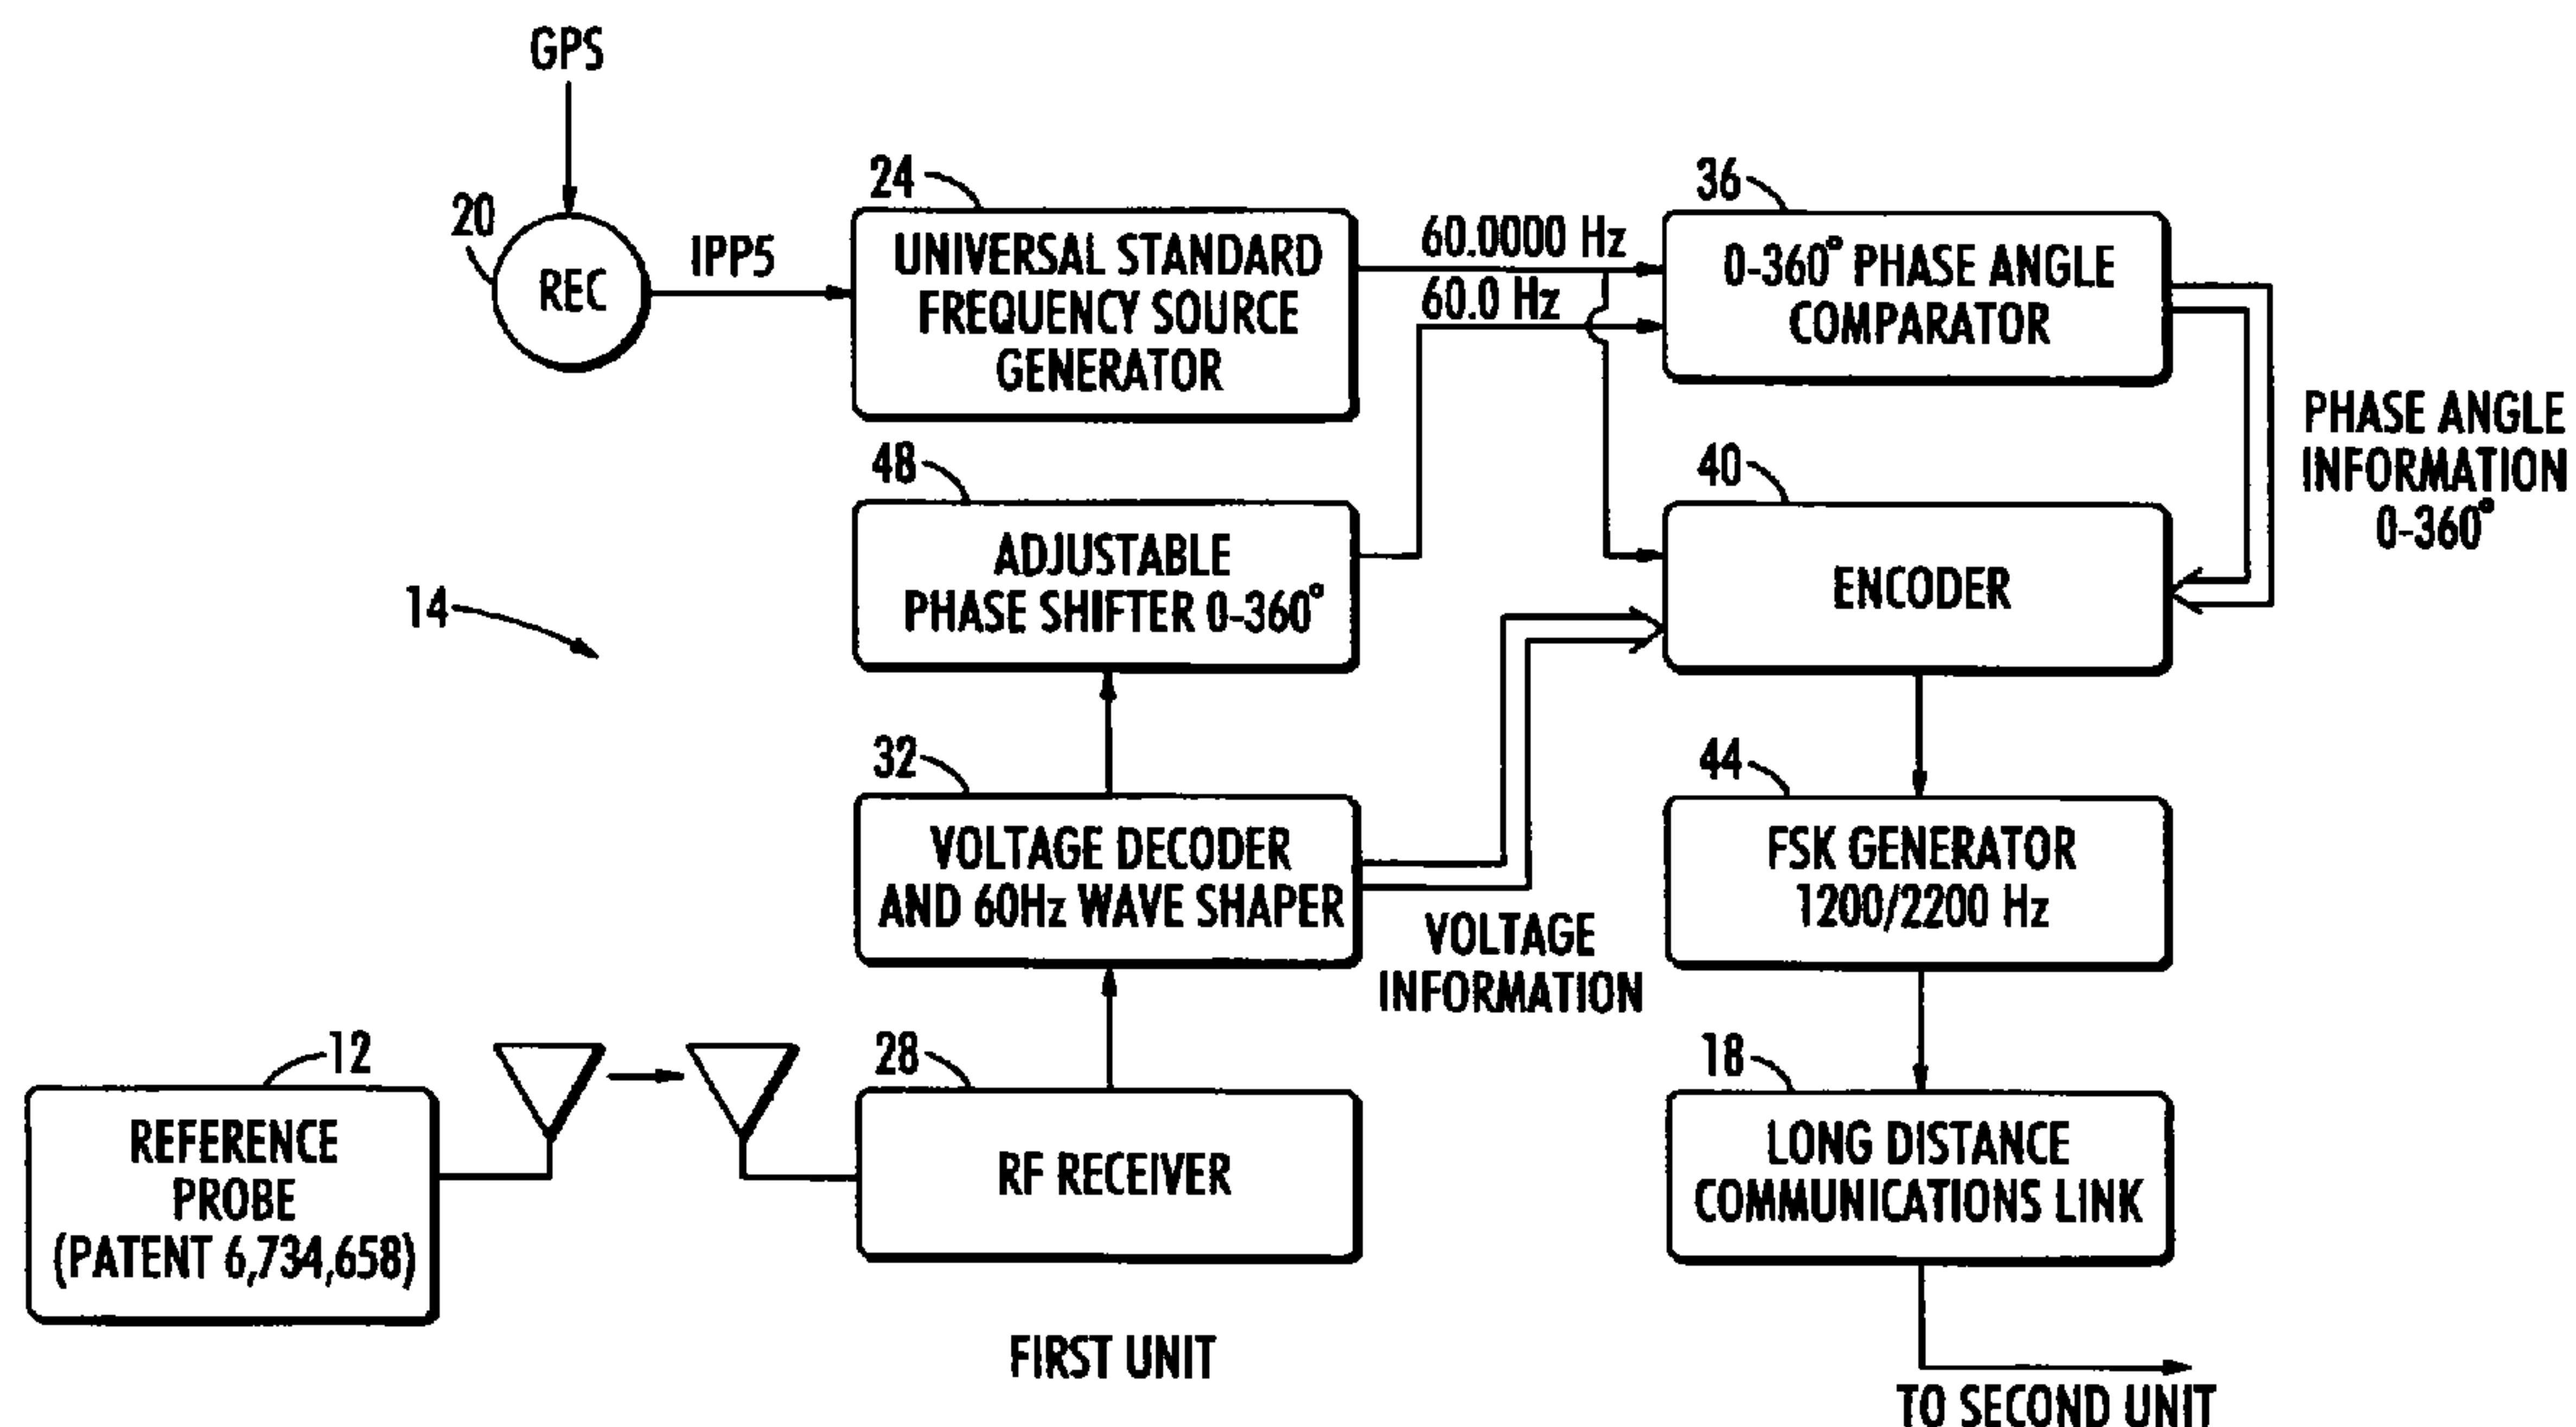 GPS
20
REC
IPP5
24
UNIVERSAL STANDARD
FREQUENCY SOURCE
GENERATOR
60.0000 Hz
60.0 Hz
36
0-360° PHASE ANGLE
COMPARATOR
PHASE ANGLE
INFORMATION
0-360°
48
ADJUSTABLE
PHASE SHIFTER 0-360°
40
ENCODER
14
32
VOLTAGE DECODER
AND 60Hz WAVE SHAPER
VOLTAGE
INFORMATION
44
FSK GENERATOR
1200/2200 Hz
12
REFERENCE
PROBE
(PATENT 6,734,658)
28
RF RECEIVER
18
LONG DISTANCE
COMMUNICATIONS LINK
FIRST UNIT
TO SECOND UNIT